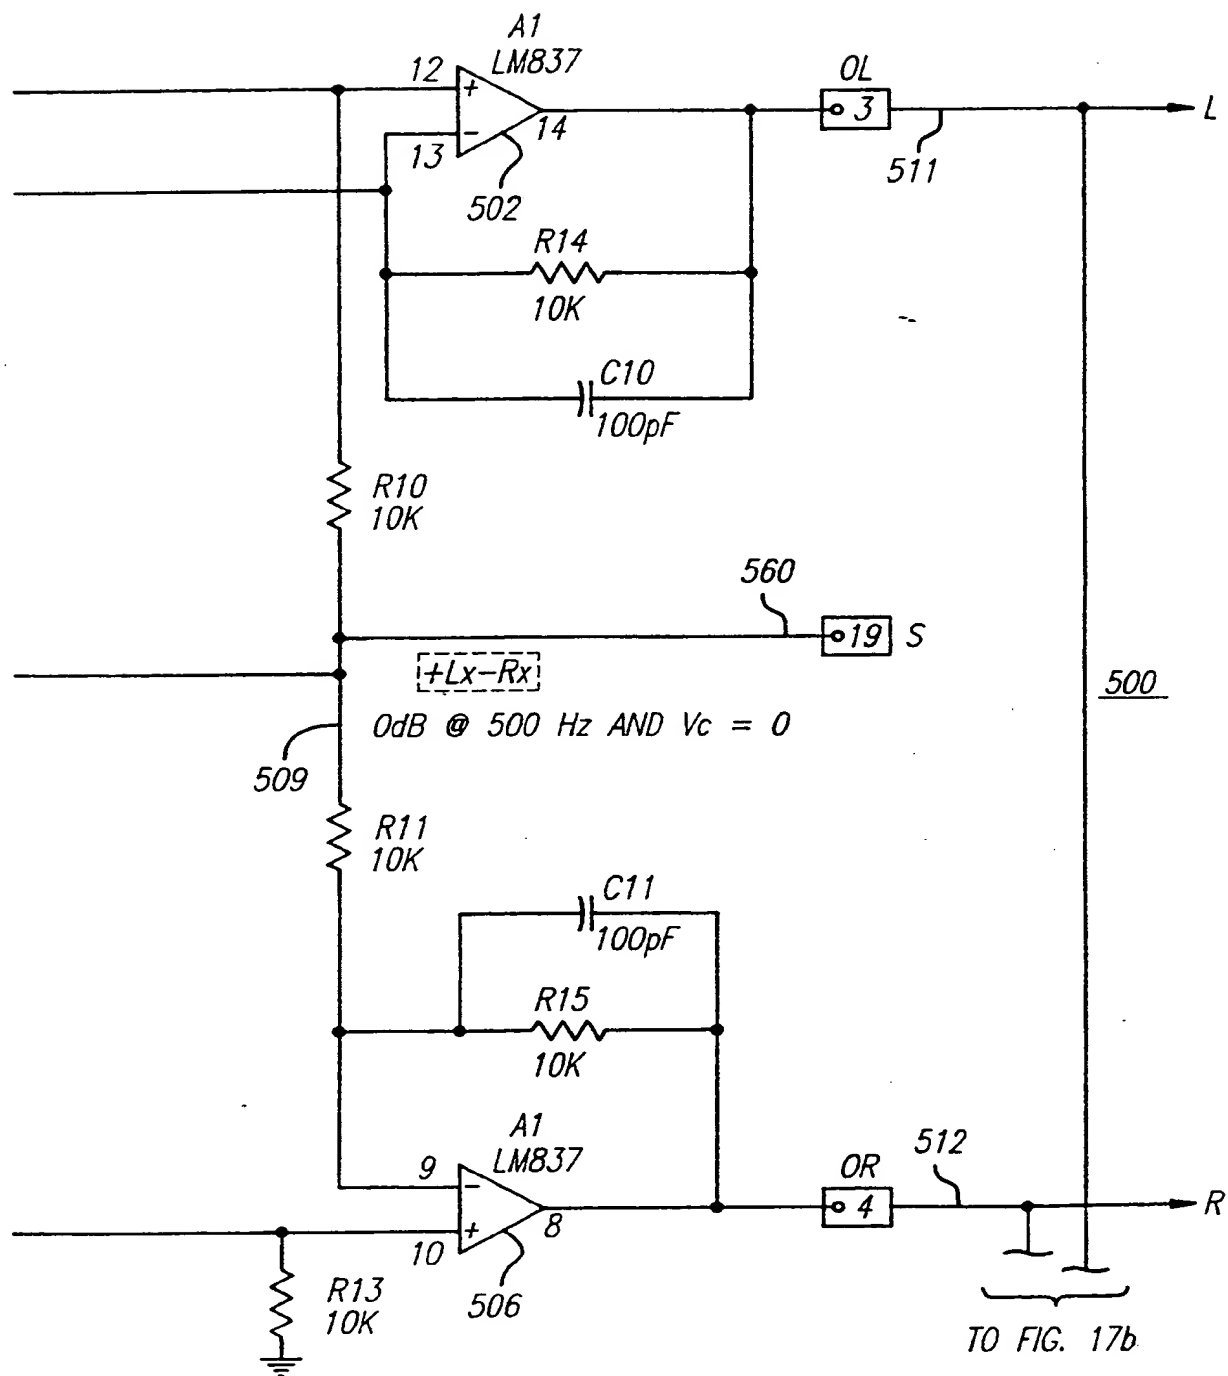 A1
LM837
12
+
13
-
14
502
OL
3
511
L
R14
10K
C10
100pF
R10
10K
560
19
S
+Lx-Rx
0dB @ 500 Hz AND Vc = 0
509
500
R11
10K
C11
100pF
R15
10K
A1
LM837
9
-
10
+
8
506
OR
4
512
R
R13
10K
TO FIG. 17b